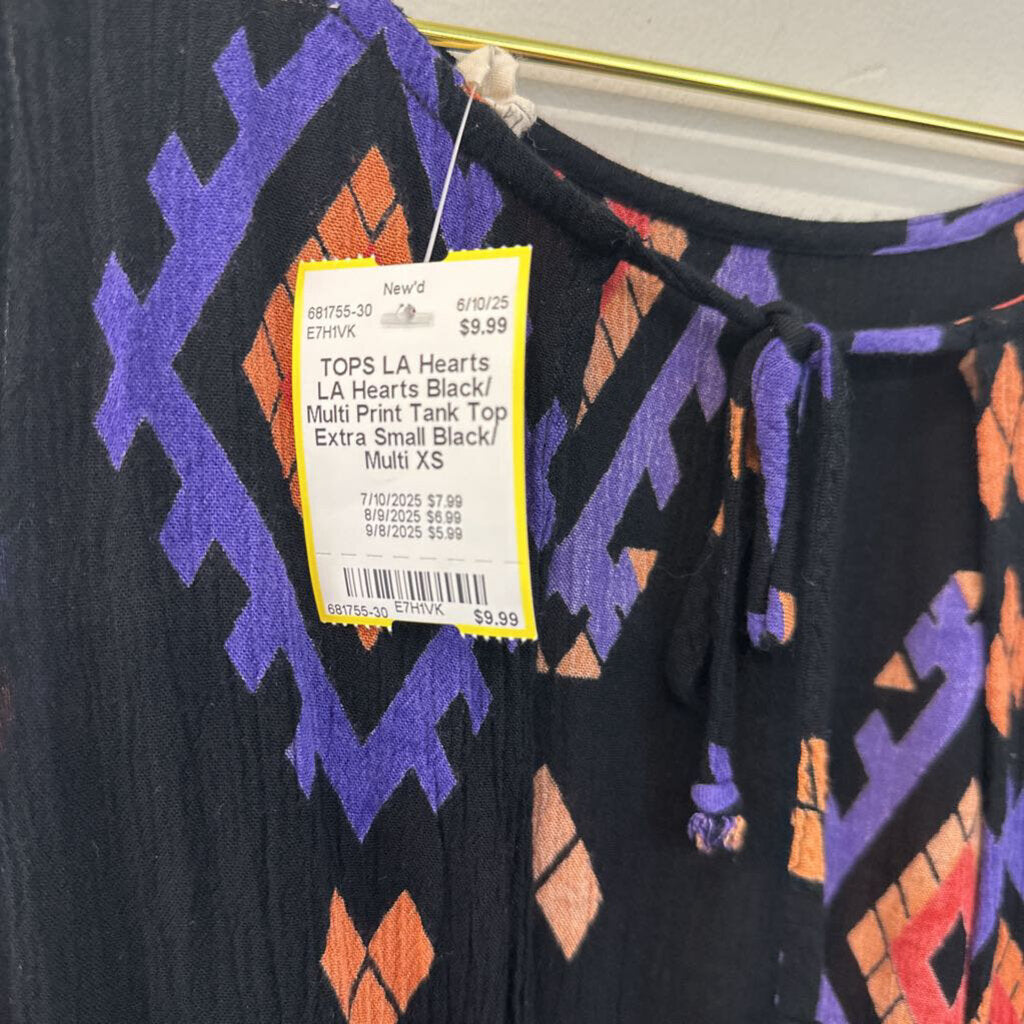 New'd
681755-30 6/10/25
E7H1VK $9.99
TOPS LA Hearts
LA Hearts Black/
Multi Print Tank Top
Extra Small Black/
Multi XS
7/10/2025 $7.99
8/9/2025 $6.99
9/8/2025 $5.99
681755-30 E7H1VK $9.99